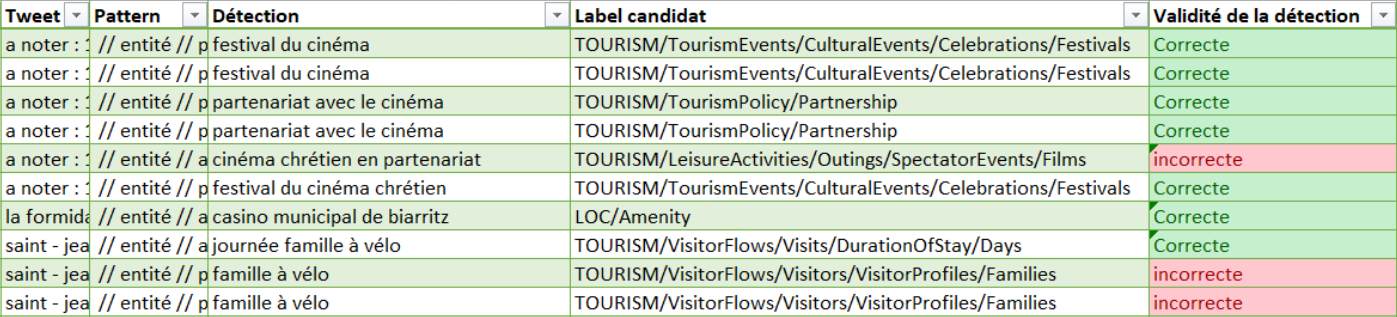 Tweet Pattern Détection Label candidat Validité de la détection
a noter : 1 // entité // p festival du cinéma TOURISM/TourismEvents/CulturalEvents/Celebrations/Festivals Correcte
a noter : 1 // entité // p festival du cinéma TOURISM/TourismEvents/CulturalEvents/Celebrations/Festivals Correcte
a noter : 1 // entité // p partenariat avec le cinéma TOURISM/TourismPolicy/Partnership Correcte
a noter : 1 // entité // p partenariat avec le cinéma TOURISM/TourismPolicy/Partnership Correcte
a noter : 1 // entité // a cinéma chrétien en partenariat TOURISM/LeisureActivities/Outings/SpectatorEvents/Films incorrecte
a noter : 1 // entité // p festival du cinéma chrétien TOURISM/TourismEvents/CulturalEvents/Celebrations/Festivals Correcte
la formida // entité // a casino municipal de biarritz LOC/Amenity Correcte
saint - jea // entité // a journée famille à vélo TOURISM/VisitorFlows/Visits/DurationOfStay/Days Correcte
saint - jea // entité // p famille à vélo TOURISM/VisitorFlows/Visitors/VisitorProfiles/Families incorrecte
saint - jea // entité // p famille à vélo TOURISM/VisitorFlows/Visitors/VisitorProfiles/Families incorrecte